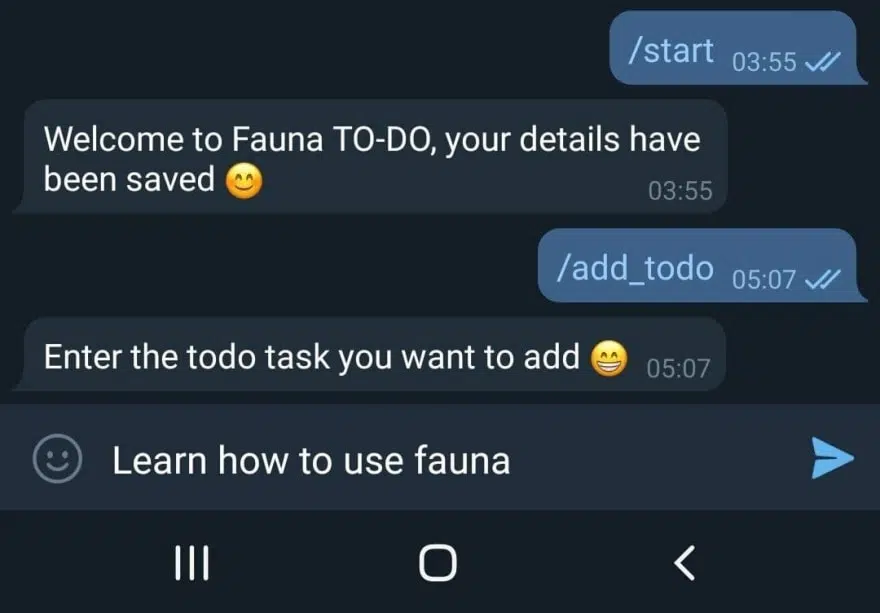 /start 03:55
Welcome to Fauna TO-DO, your details have
been saved 😊
03:55
/add_todo 05:07
Enter the todo task you want to add 😁 05:07
Learn how to use fauna